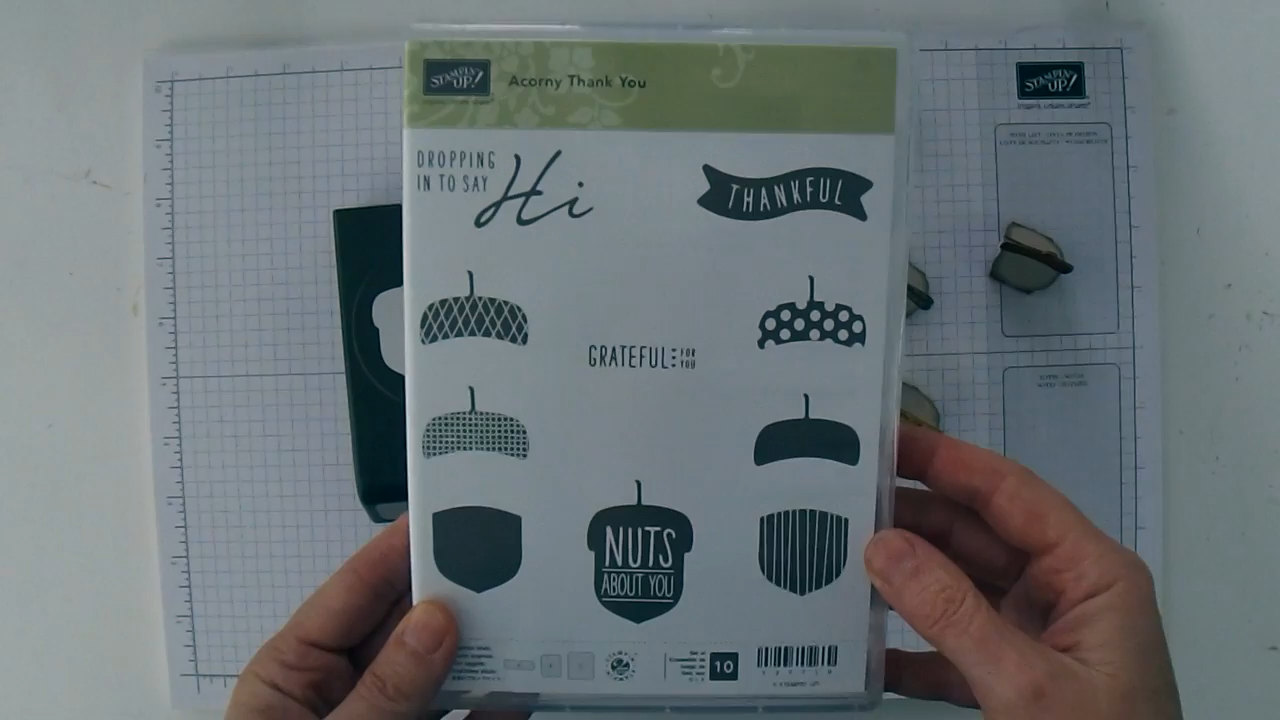 STAMPIN' UP!
Acorny Thank You
DROPPING
IN TO SAY
Hi
THANKFUL
GRATEFUL FOR
YOU
NUTS
ABOUT YOU
10
STAMPIN' UP!